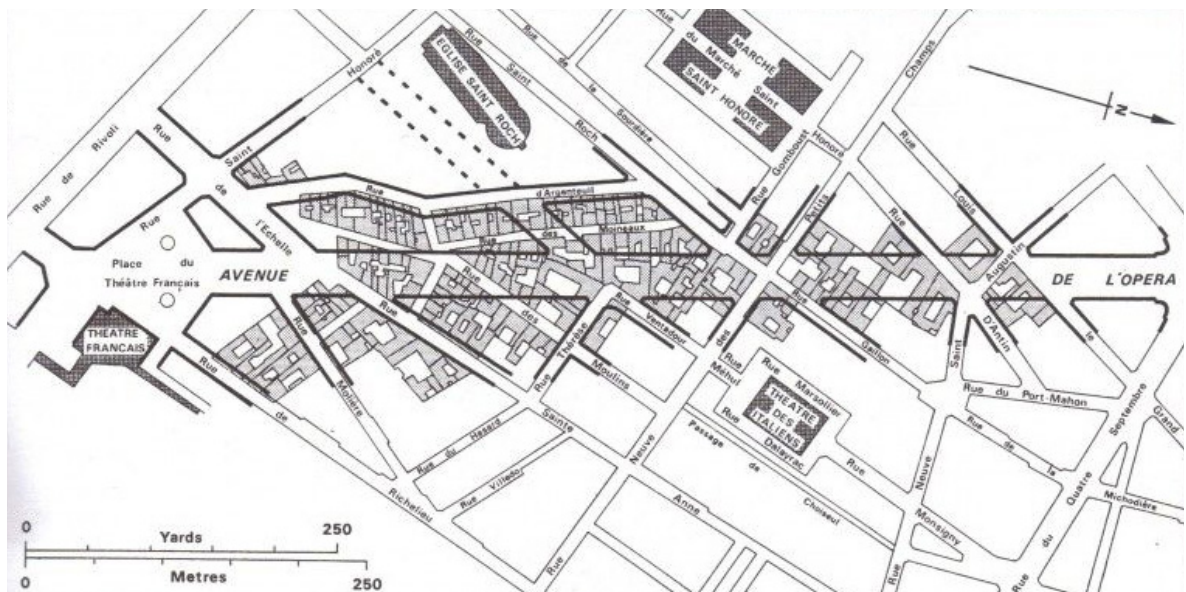 Rue de Rivoli
Rue de l'Echelle
Rue Saint Honoré
EGLISE SAINT ROCH
Rue Saint Roch
Rue de la Sourdière
Rue du Marché Saint Honoré
MARCHE
SAINT HONORE
Rue Gomboust
Rue des Petits Champs
Rue Louis
N
Rue d'Argenteuil
Rue des Moineaux
Rue
Place du
Théâtre Français
AVENUE DE L'OPERA
THEATRE
FRANCAIS
Rue Molière
Rue des Moulins
Rue Thérèse
Rue Ventadour
Rue Gaillon
Rue D'Antin
Rue Neuve Saint Augustin
Rue Méhul
Rue Marsollier
THEATRE
DES
ITALIENS
Rue Dalayrac
Passage de Choiseul
Rue Monsigny
Rue du Port-Mahon
Rue de la Michodière
Rue du Quatre Septembre
le Grand
Rue du Hasard
Rue Villedo
Rue Sainte Anne
Rue de Richelieu
Rue Neuve
0 250
Yards
Metres
0 250